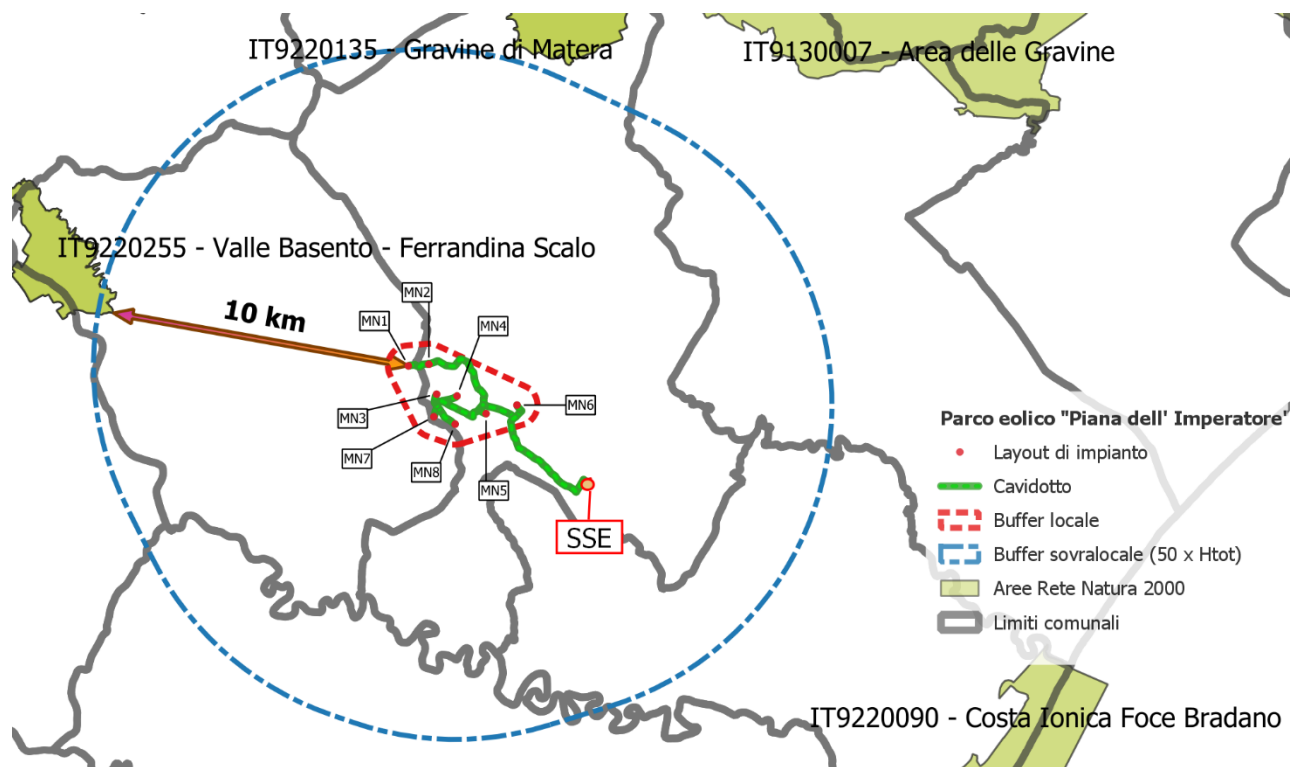 IT9220135 - Gravine di Matera
IT9130007 - Area delle Gravine
IT9220255 - Valle Basento - Ferrandina Scalo
10 km
MN2
MN1
MN4
MN3
MN6
MN7
MN8
MN5
SSE
Parco eolico "Piana dell' Imperatore'
Layout di impianto
Cavidotto
Buffer locale
Buffer sovralocale (50 x Htot)
Aree Rete Natura 2000
Limiti comunali
IT9220090 - Costa Ionica Foce Bradano